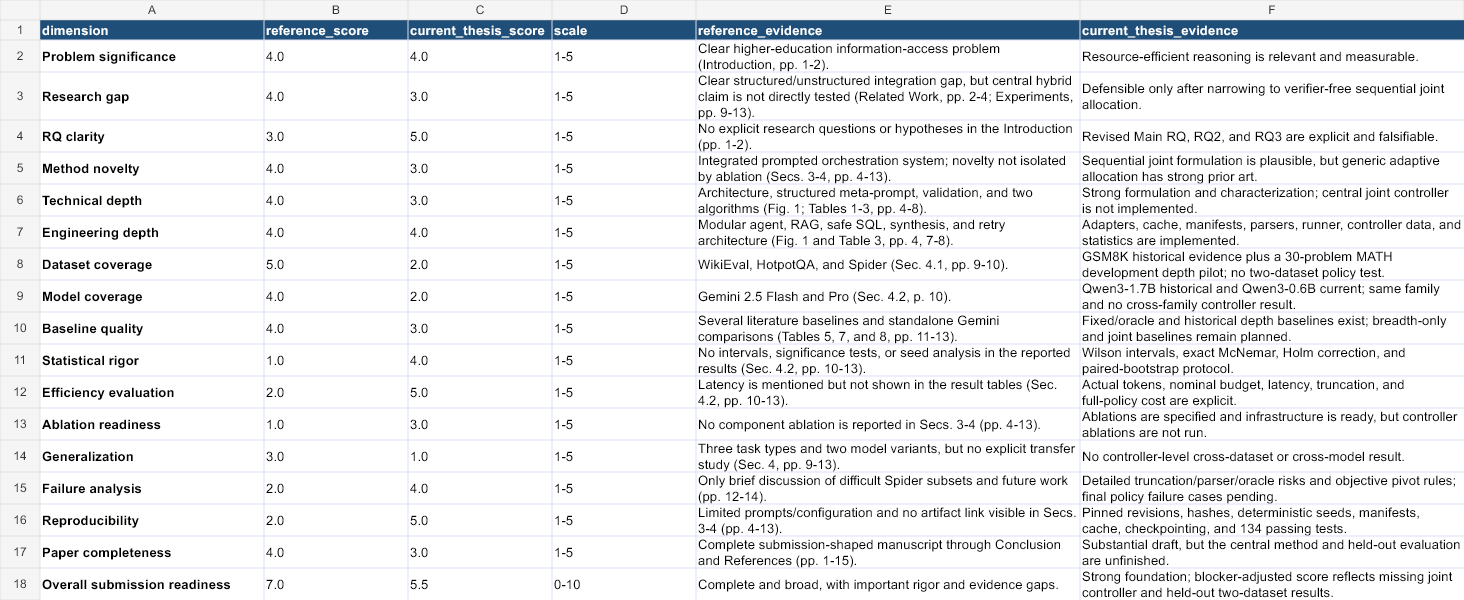 A B C D E F
1 dimension reference_score current_thesis_score scale reference_evidence current_thesis_evidence
2 Problem significance 4.0 4.0 1-5 Clear higher-education information-access problem (Introduction, pp. 1-2). Resource-efficient reasoning is relevant and measurable.
3 Research gap 4.0 3.0 1-5 Clear structured/unstructured integration gap, but central hybrid claim is not directly tested (Related Work, pp. 2-4; Experiments, pp. 9-13). Defensible only after narrowing to verifier-free sequential joint allocation.
4 RQ clarity 3.0 5.0 1-5 No explicit research questions or hypotheses in the Introduction (pp. 1-2). Revised Main RQ, RQ2, and RQ3 are explicit and falsifiable.
5 Method novelty 4.0 3.0 1-5 Integrated prompted orchestration system; novelty not isolated by ablation (Secs. 3-4, pp. 4-13). Sequential joint formulation is plausible, but generic adaptive allocation has strong prior art.
6 Technical depth 4.0 3.0 1-5 Architecture, structured meta-prompt, validation, and two algorithms (Fig. 1; Tables 1-3, pp. 4-8). Strong formulation and characterization; central joint controller is not implemented.
7 Engineering depth 4.0 4.0 1-5 Modular agent, RAG, safe SQL, synthesis, and retry architecture (Fig. 1 and Table 3, pp. 4, 7-8). Adapters, cache, manifests, parsers, runner, controller data, and statistics are implemented.
8 Dataset coverage 5.0 2.0 1-5 WikiEval, HotpotQA, and Spider (Sec. 4.1, pp. 9-10). GSM8K historical evidence plus a 30-problem MATH development depth pilot; no two-dataset policy test.
9 Model coverage 4.0 2.0 1-5 Gemini 2.5 Flash and Pro (Sec. 4.2, p. 10). Qwen3-1.7B historical and Qwen3-0.6B current; same family and no cross-family controller result.
10 Baseline quality 4.0 3.0 1-5 Several literature baselines and standalone Gemini comparisons (Tables 5, 7, and 8, pp. 11-13). Fixed/oracle and historical depth baselines exist; breadth-only and joint baselines remain planned.
11 Statistical rigor 1.0 4.0 1-5 No intervals, significance tests, or seed analysis in the reported results (Sec. 4.2, pp. 10-13). Wilson intervals, exact McNemar, Holm correction, and paired-bootstrap protocol.
12 Efficiency evaluation 2.0 5.0 1-5 Latency is mentioned but not shown in the result tables (Sec. 4.2, pp. 10-13). Actual tokens, nominal budget, latency, truncation, and full-policy cost are explicit.
13 Ablation readiness 1.0 3.0 1-5 No component ablation is reported in Secs. 3-4 (pp. 4-13). Ablations are specified and infrastructure is ready, but controller ablations are not run.
14 Generalization 3.0 1.0 1-5 Three task types and two model variants, but no explicit transfer study (Sec. 4, pp. 9-13). No controller-level cross-dataset or cross-model result.
15 Failure analysis 2.0 4.0 1-5 Only brief discussion of difficult Spider subsets and future work (pp. 12-14). Detailed truncation/parser/oracle risks and objective pivot rules; final policy failure cases pending.
16 Reproducibility 2.0 5.0 1-5 Limited prompts/configuration and no artifact link visible in Secs. 3-4 (pp. 4-13). Pinned revisions, hashes, deterministic seeds, manifests, cache, checkpointing, and 134 passing tests.
17 Paper completeness 4.0 3.0 1-5 Complete submission-shaped manuscript through Conclusion and References (pp. 1-15). Substantial draft, but the central method and held-out evaluation are unfinished.
18 Overall submission readiness 7.0 5.5 0-10 Complete and broad, with important rigor and evidence gaps. Strong foundation; blocker-adjusted score reflects missing joint controller and held-out two-dataset results.